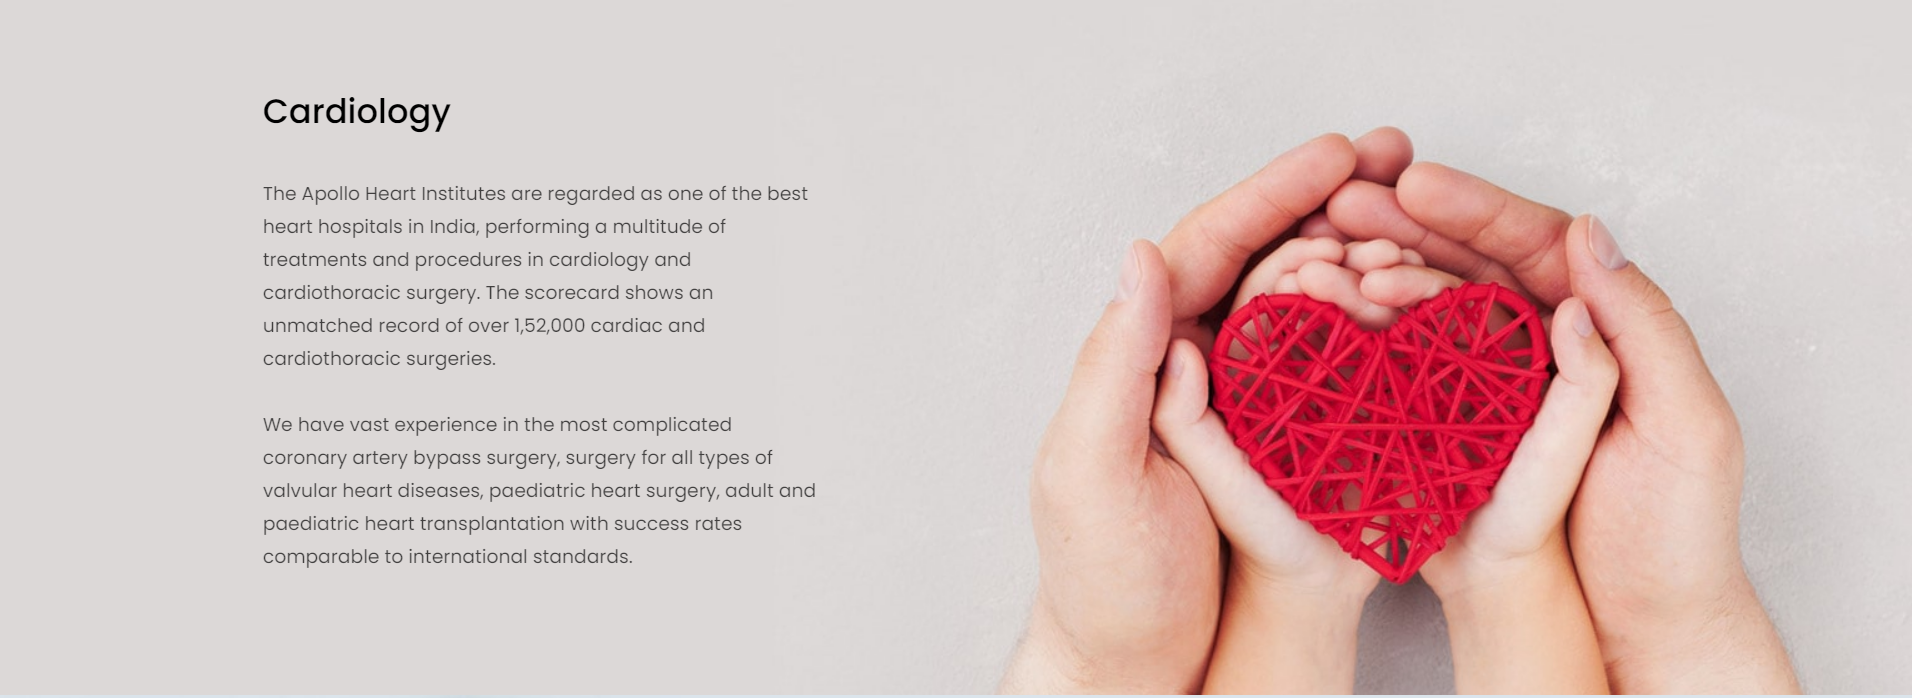 Cardiology
The Apollo Heart Institutes are regarded as one of the best
heart hospitals in India, performing a multitude of
treatments and procedures in cardiology and
cardiothoracic surgery. The scorecard shows an
unmatched record of over 1,52,000 cardiac and
cardiothoracic surgeries.
We have vast experience in the most complicated
coronary artery bypass surgery, surgery for all types of
valvular heart diseases, paediatric heart surgery, adult and
paediatric heart transplantation with success rates
comparable to international standards.